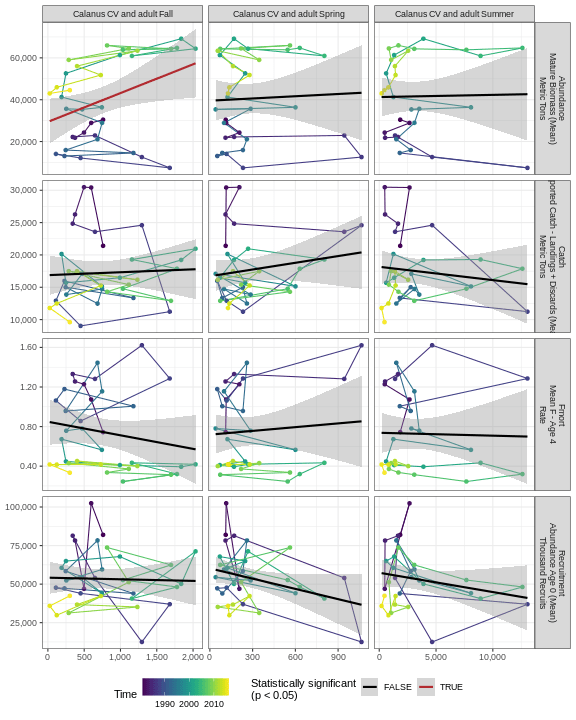 Calanus CV and adult Fall
Calanus CV and adult Spring
Calanus CV and adult Summer
60,000
40,000
20,000
Abundance
Mature Biomass (Mean)
Metric Tons
30,000
25,000
20,000
15,000
10,000
Catch
ported Catch - Landings + Discards (Me
Metric Tons
1.60
1.20
0.80
0.40
Fmort
Mean F - Age 4
Rate
100,000
75,000
50,000
25,000
Recruitment
Abundance Age 0 (Mean)
Thousand Recruits
0 500 1,000 1,500 2,000
0 300 600 900
0 5,000 10,000
Time
1990 2000 2010
Statistically significant
(p < 0.05)
FALSE
TRUE